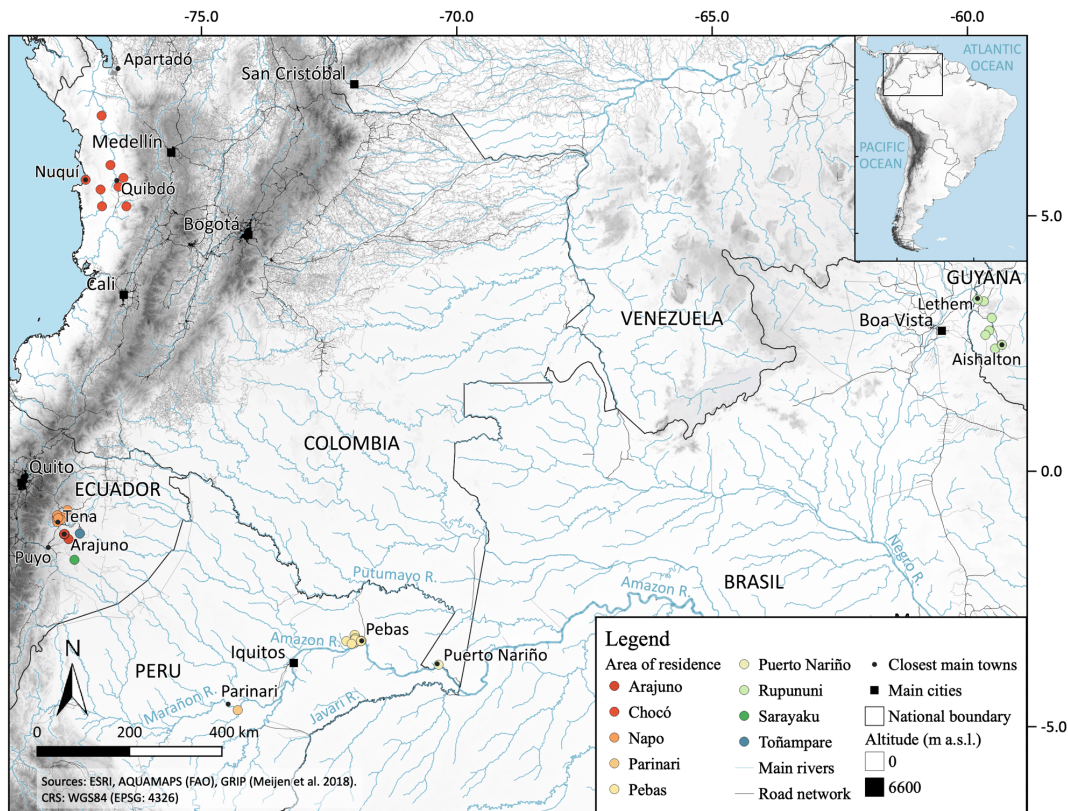 -75.0
-70.0
-65.0
-60.0
Apartadó
San Cristóbal
ATLANTIC
OCEAN
Medellín
PACIFIC
OCEAN
Nuquí
Quibdó
5.0
Bogotá
GUYANA
Cali
Lethem
VENEZUELA
Boa Vista
Aishalton
COLOMBIA
Quito
0.0
ECUADOR
Tena
Puyo
Arajuno
Negro R.
Putumayo R.
Amazon R.
BRASIL
Amazon R.
Pebas
N
Iquitos
Puerto Nariño
PERU
Parinari
Marañon R.
Javari R.
-5.0
0
200
400 km
Sources: ESRI, AQUAMAPS (FAO), GRIP (Meijen et al. 2018).
CRS: WGS84 (EPSG: 4326)
Legend
Area of residence
Arajuno
Chocó
Napo
Parinari
Pebas
Puerto Nariño
Rupununi
Sarayaku
Toñampare
Closest main towns
Main cities
National boundary
Altitude (m a.s.l.)
0
6600
Main rivers
Road network